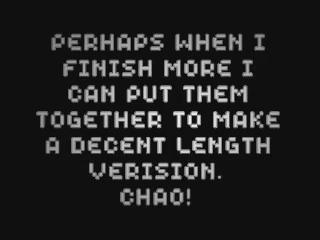 PERHAPS WHEN I
FINISH MORE I
CAN PUT THEM
TOGETHER TO MAKE
A DECENT LENGTH
VERISION.
CHAO!